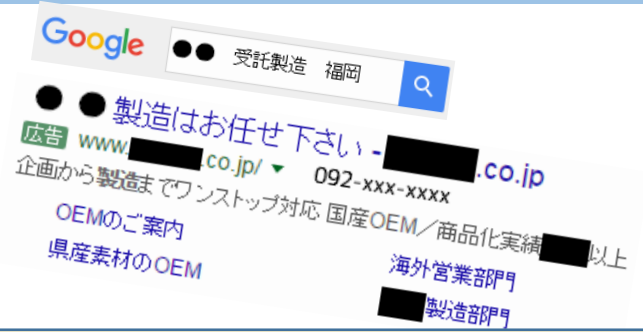 Google
●● 受託製造 福岡
●●製造はお任せ下さい - .co.jp
広告 www. .co.jp/ ▼ 092-xxx-xxxx
企画から製造までワンストップ対応 国産OEM／商品化実績 以上
OEMのご案内
海外営業部門
県産素材のOEM
製造部門